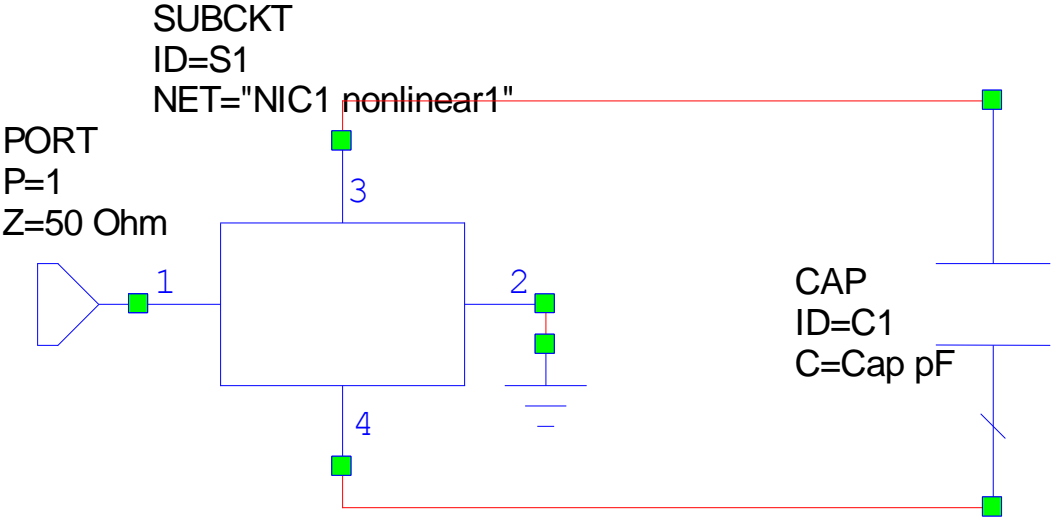 SUBCKT
ID=S1
NET="NIC1 nonlinear1"
PORT
P=1
Z=50 Ohm
3
1
2
CAP
ID=C1
C=Cap pF
4